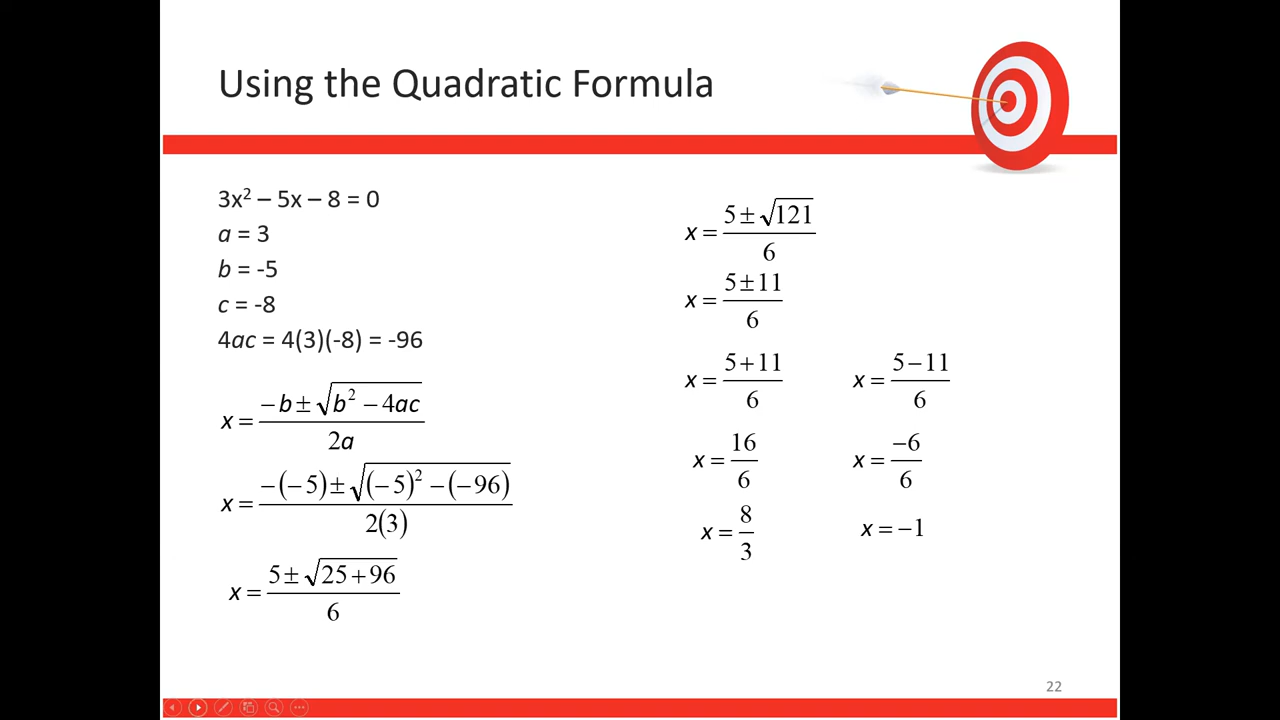 Using the Quadratic Formula
3x² – 5x – 8 = 0
a = 3
b = -5
c = -8
4ac = 4(3)(-8) = -96
x = (−b ± √(b² − 4ac)) / 2a
x = (−(−5) ± √((−5)² − (−96))) / 2(3)
x = (5 ± √(25 + 96)) / 6
x = (5 ± √121) / 6
x = (5 ± 11) / 6
x = (5 + 11) / 6    x = (5 − 11) / 6
x = 16/6    x = −6/6
x = 8/3    x = −1
22